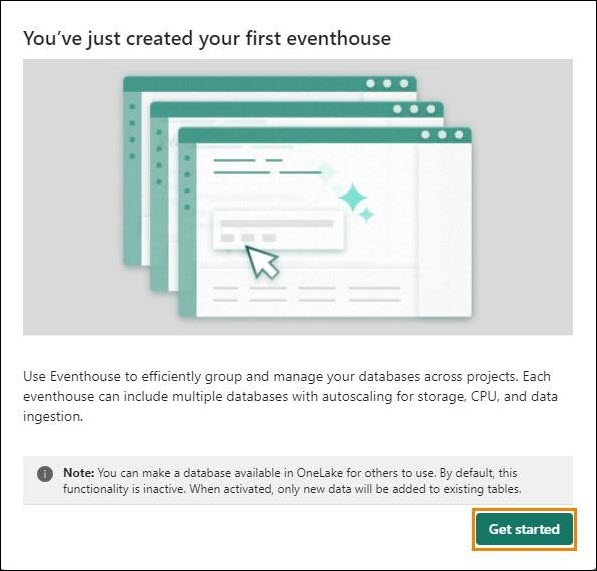 You’ve just created your first eventhouse
Use Eventhouse to efficiently group and manage your databases across projects. Each
eventhouse can include multiple databases with autoscaling for storage, CPU, and data
ingestion.
Note: You can make a database available in OneLake for others to use. By default, this
functionality is inactive. When activated, only new data will be added to existing tables.
Get started